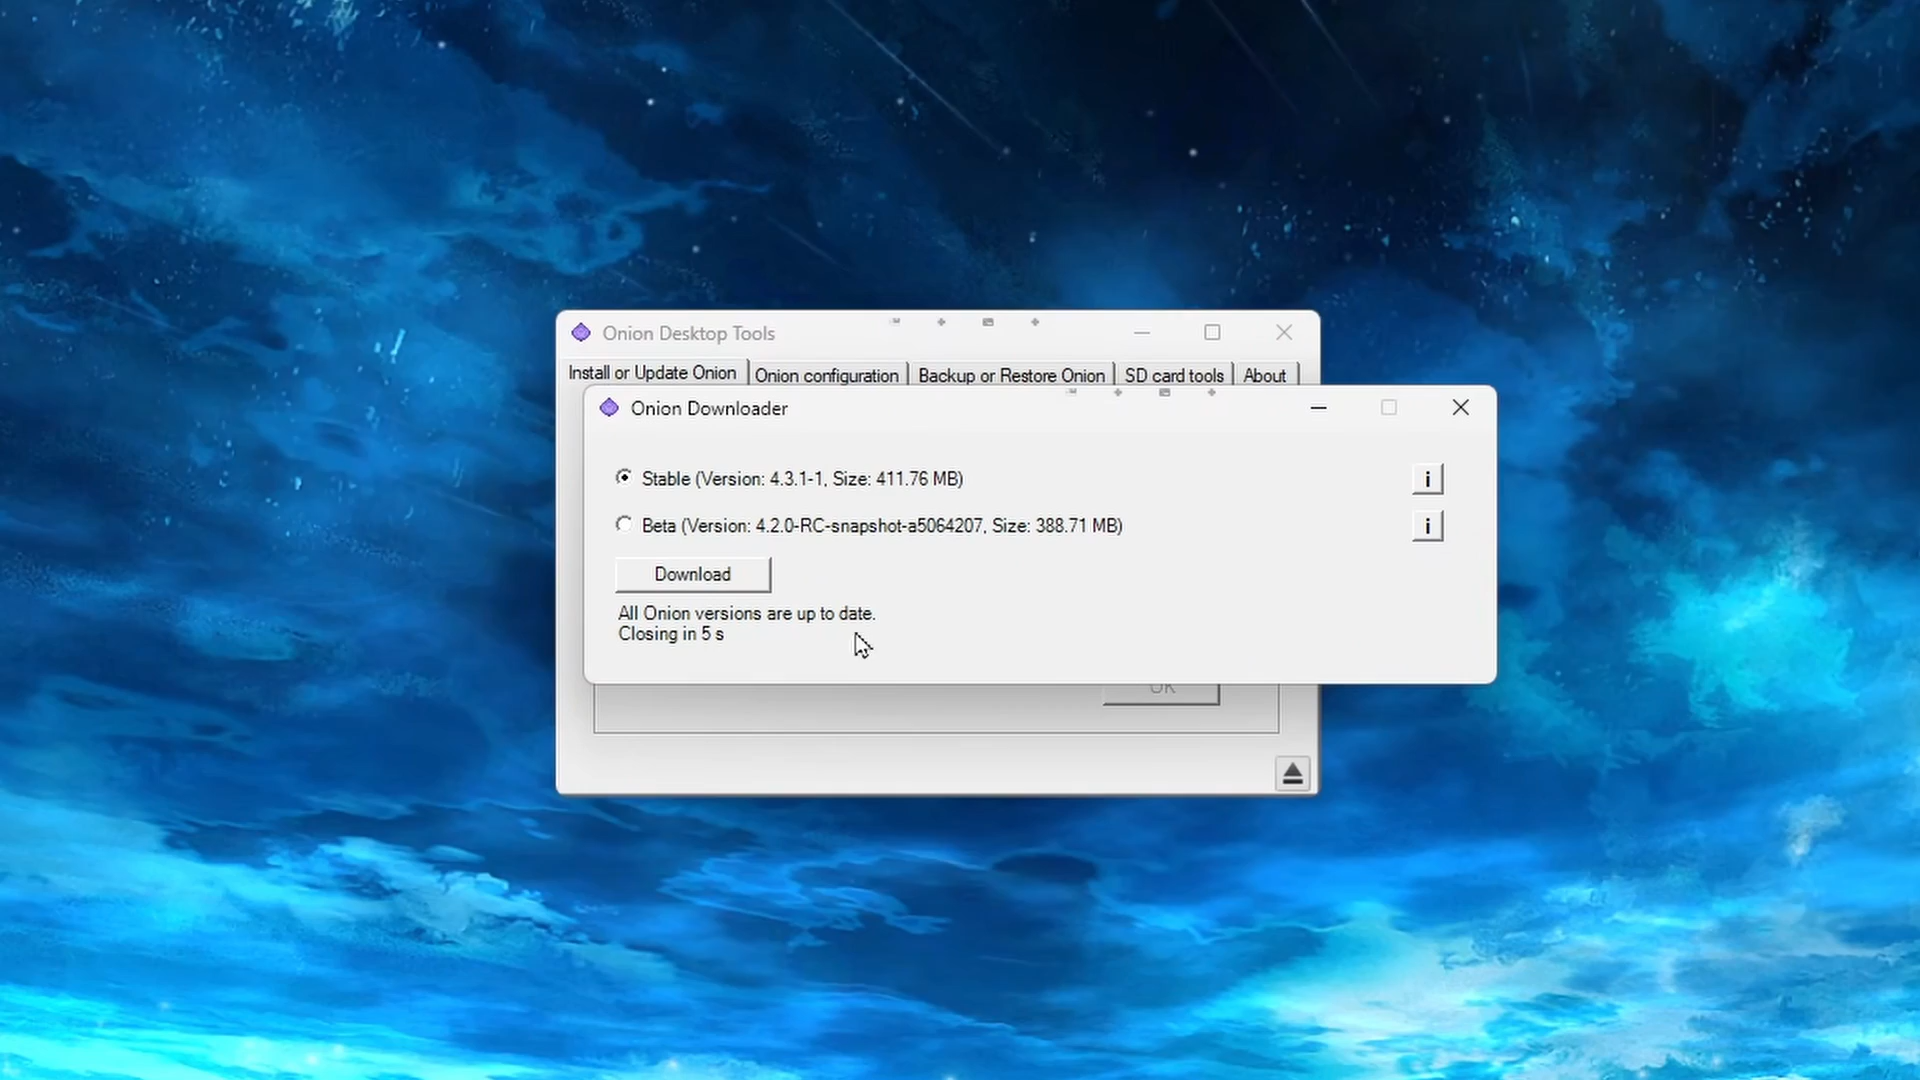 Onion Desktop Tools
Install or Update Onion
Onion configuration
Backup or Restore Onion
SD card tools
About
Onion Downloader
Stable (Version: 4.3.1-1, Size: 411.76 MB)
i
Beta (Version: 4.2.0-RC-snapshot-a5064207, Size: 388.71 MB)
i
Download
All Onion versions are up to date.
Closing in 5 s
OK